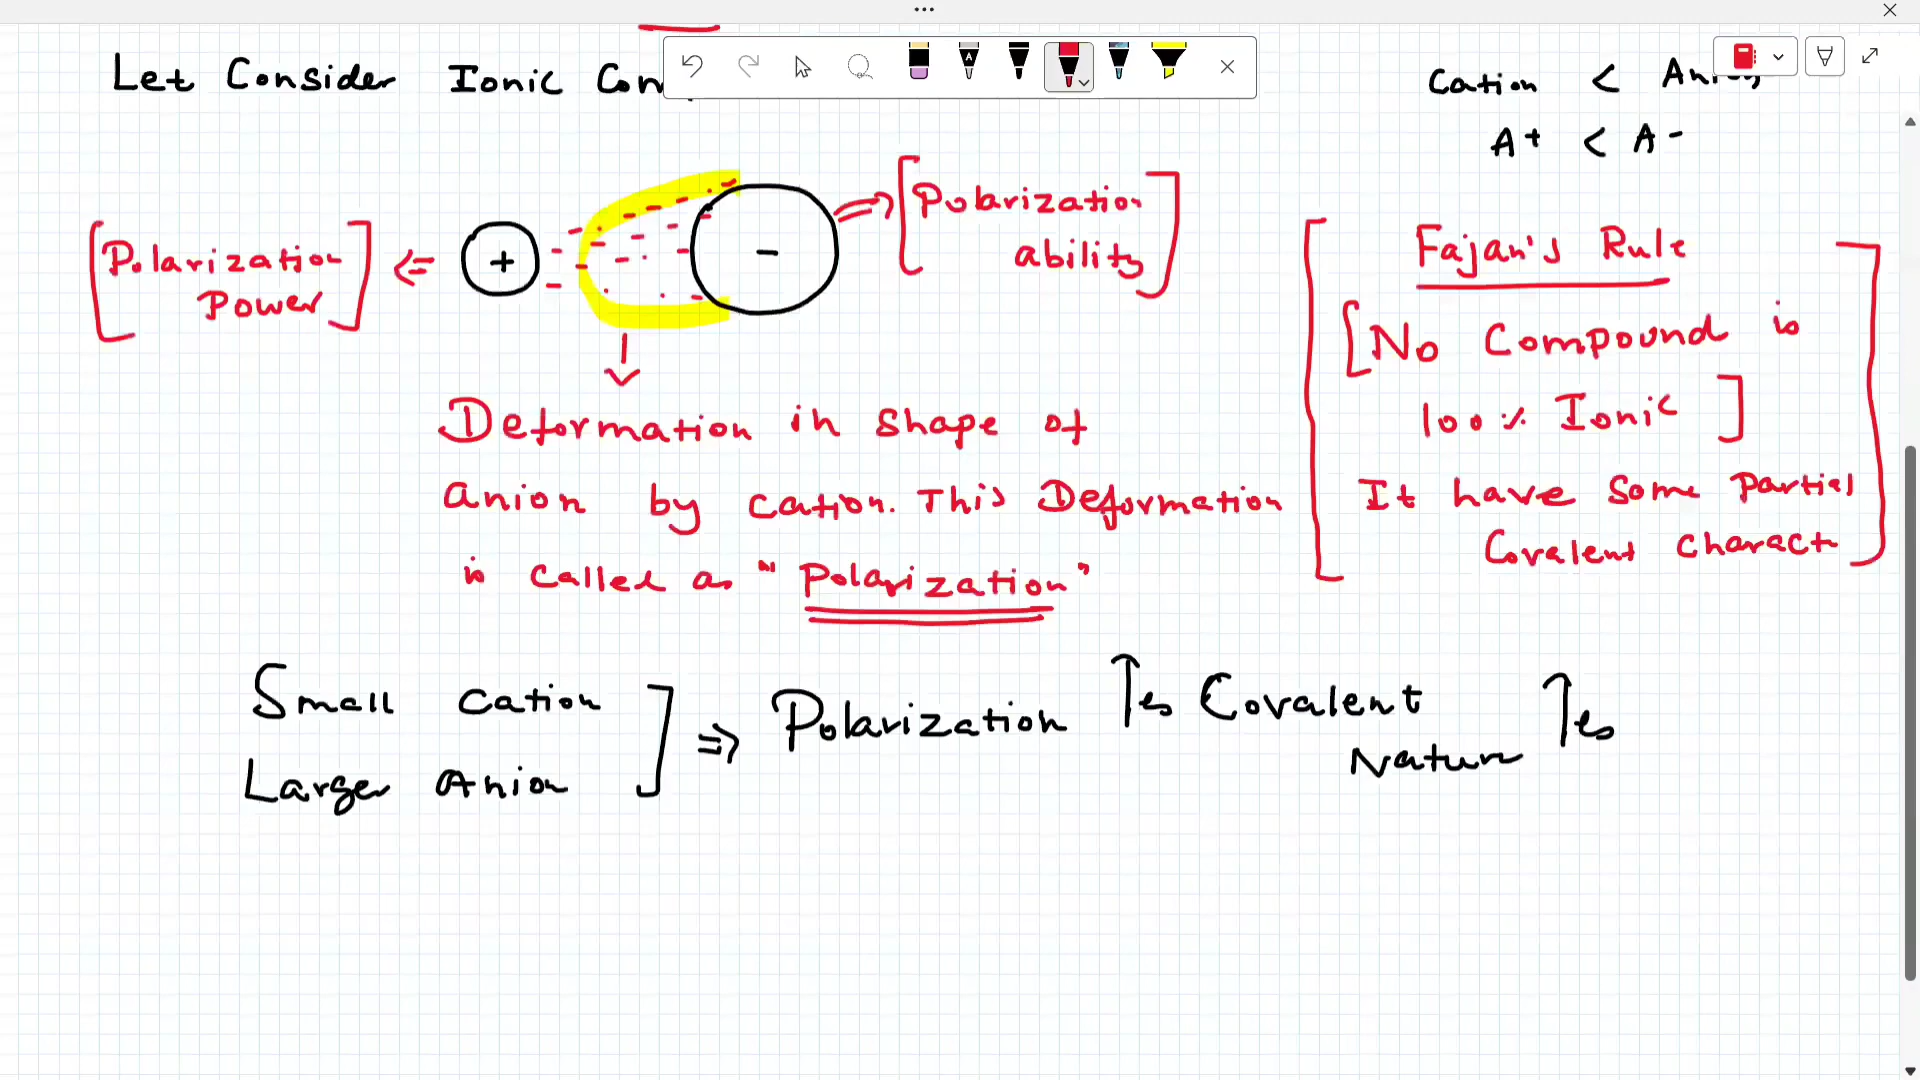 Let Consider Ionic Com
Cation < Anion
A+ < A-
[Polarization
Power] <= + - => [Polarization
ability]
Fajan's Rule
[No Compound is
100% Ionic]
It have some Partial
Covalent charact
Deformation in shape of
anion by cation. This Deformation
is called as "Polarization"
Small cation
Larger Anion ] => Polarization ↑es Covalent
Nature ↑es